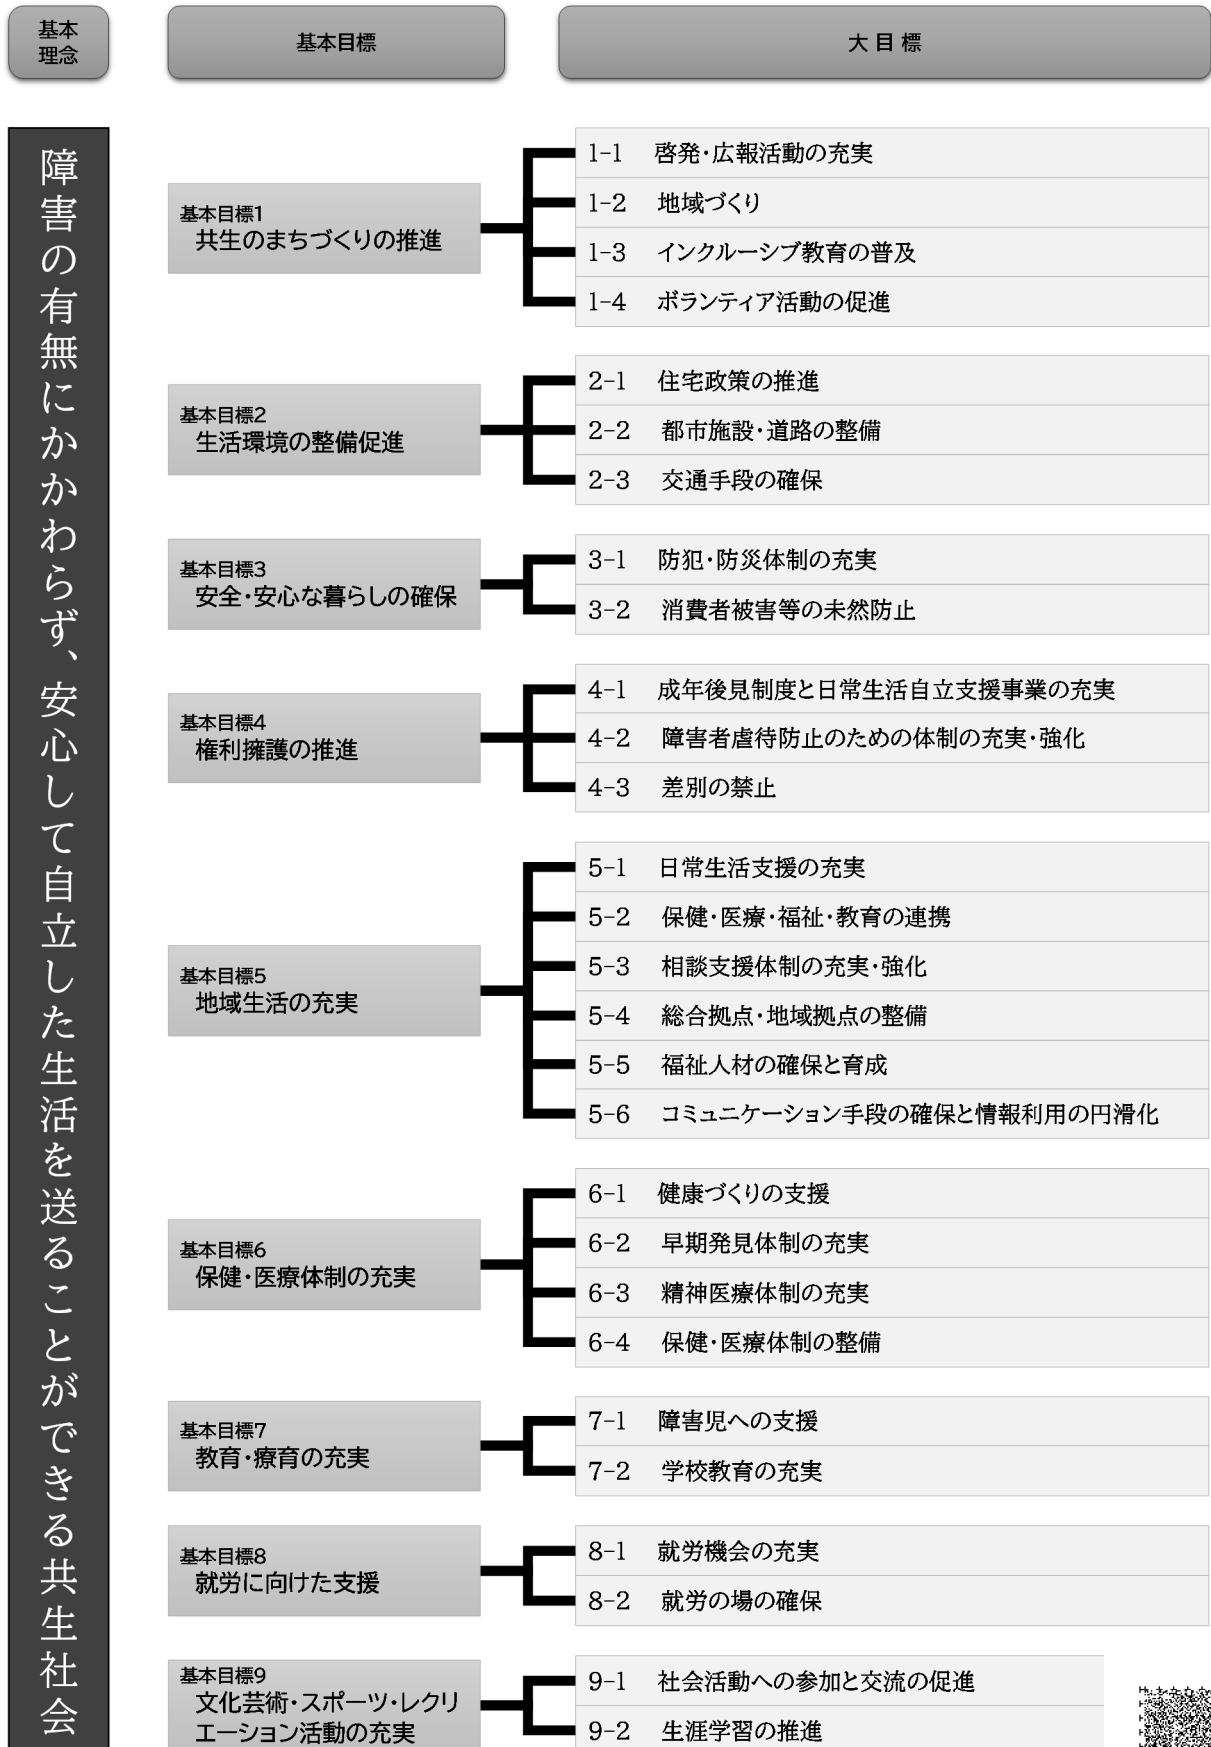 基本
理念
基本目標
大目標
障害の有無にかかわらず、安心して自立した生活を送ることができる共生社会
基本目標1
共生のまちづくりの推進
1-1 啓発・広報活動の充実
1-2 地域づくり
1-3 インクルーシブ教育の普及
1-4 ボランティア活動の促進
基本目標2
生活環境の整備促進
2-1 住宅政策の推進
2-2 都市施設・道路の整備
2-3 交通手段の確保
基本目標3
安全・安心な暮らしの確保
3-1 防犯・防災体制の充実
3-2 消費者被害等の未然防止
基本目標4
権利擁護の推進
4-1 成年後見制度と日常生活自立支援事業の充実
4-2 障害者虐待防止のための体制の充実・強化
4-3 差別の禁止
基本目標5
地域生活の充実
5-1 日常生活支援の充実
5-2 保健・医療・福祉・教育の連携
5-3 相談支援体制の充実・強化
5-4 総合拠点・地域拠点の整備
5-5 福祉人材の確保と育成
5-6 コミュニケーション手段の確保と情報利用の円滑化
基本目標6
保健・医療体制の充実
6-1 健康づくりの支援
6-2 早期発見体制の充実
6-3 精神医療体制の充実
6-4 保健・医療体制の整備
基本目標7
教育・療育の充実
7-1 障害児への支援
7-2 学校教育の充実
基本目標8
就労に向けた支援
8-1 就労機会の充実
8-2 就労の場の確保
基本目標9
文化芸術・スポーツ・レクリ
エーション活動の充実
9-1 社会活動への参加と交流の促進
9-2 生涯学習の推進